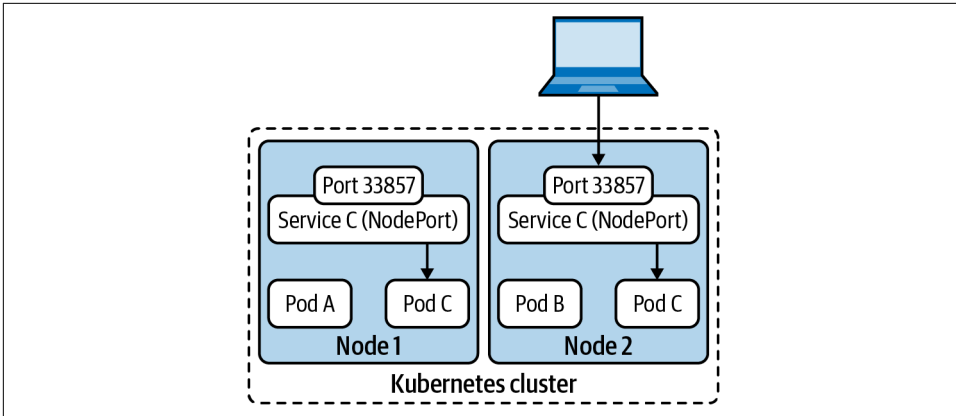 Port 33857
Service C (NodePort)
Pod A
Pod C
Node 1
Port 33857
Service C (NodePort)
Pod B
Pod C
Node 2
Kubernetes cluster